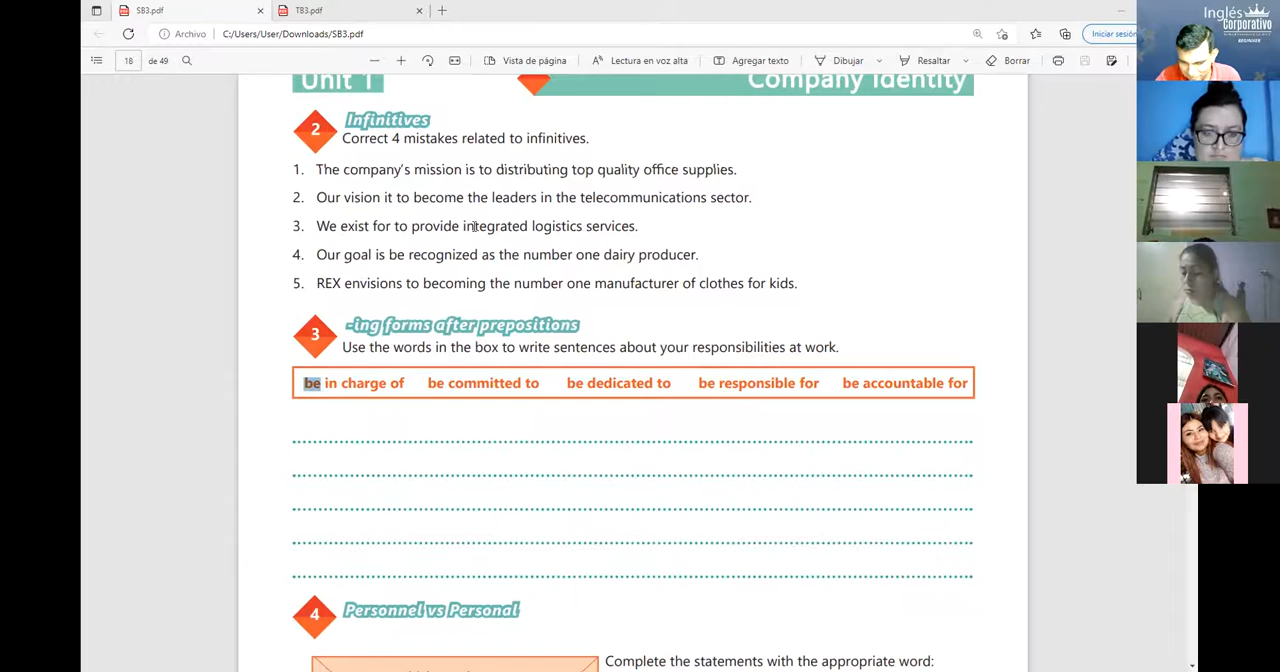 SB3.pdf
TB3.pdf
Archivo
C:/Users/User/Downloads/SB3.pdf
Iniciar sesión
18 de 49
Vista de página
Lectura en voz alta
Agregar texto
Dibujar
Resaltar
Borrar
Inglés
Corporativo
BEGINNER
Unit 1
Company Identity
2
Infinitives
Correct 4 mistakes related to infinitives.
1. The company's mission is to distributing top quality office supplies.
2. Our vision it to become the leaders in the telecommunications sector.
3. We exist for to provide integrated logistics services.
4. Our goal is be recognized as the number one dairy producer.
5. REX envisions to becoming the number one manufacturer of clothes for kids.
3
-ing forms after prepositions
Use the words in the box to write sentences about your responsibilities at work.
be in charge of be committed to be dedicated to be responsible for be accountable for
4
Personnel vs Personal
Complete the statements with the appropriate word: